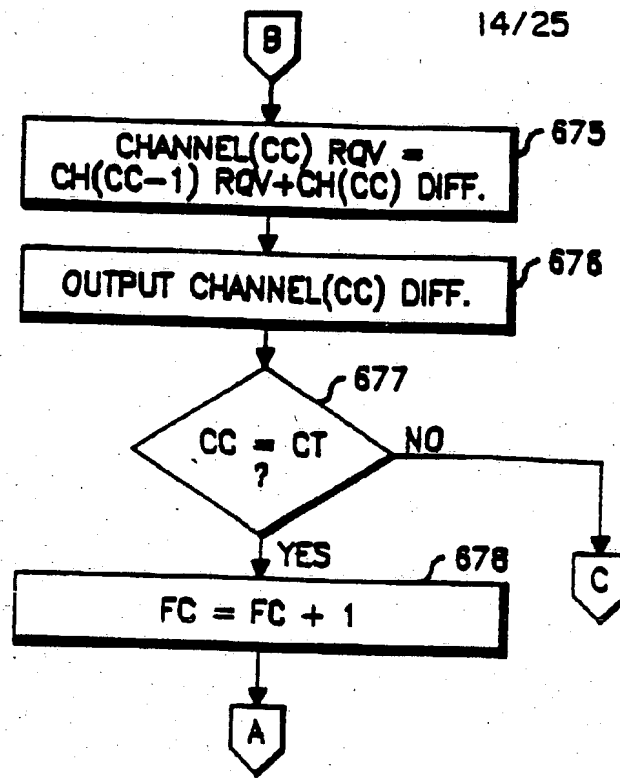 14/25
B
675
CHANNEL(CC) RQV =
CH(CC-1) RQV+CH(CC) DIFF.
676
OUTPUT CHANNEL(CC) DIFF.
677
CC = CT
?
NO
YES
678
C
FC = FC + 1
A